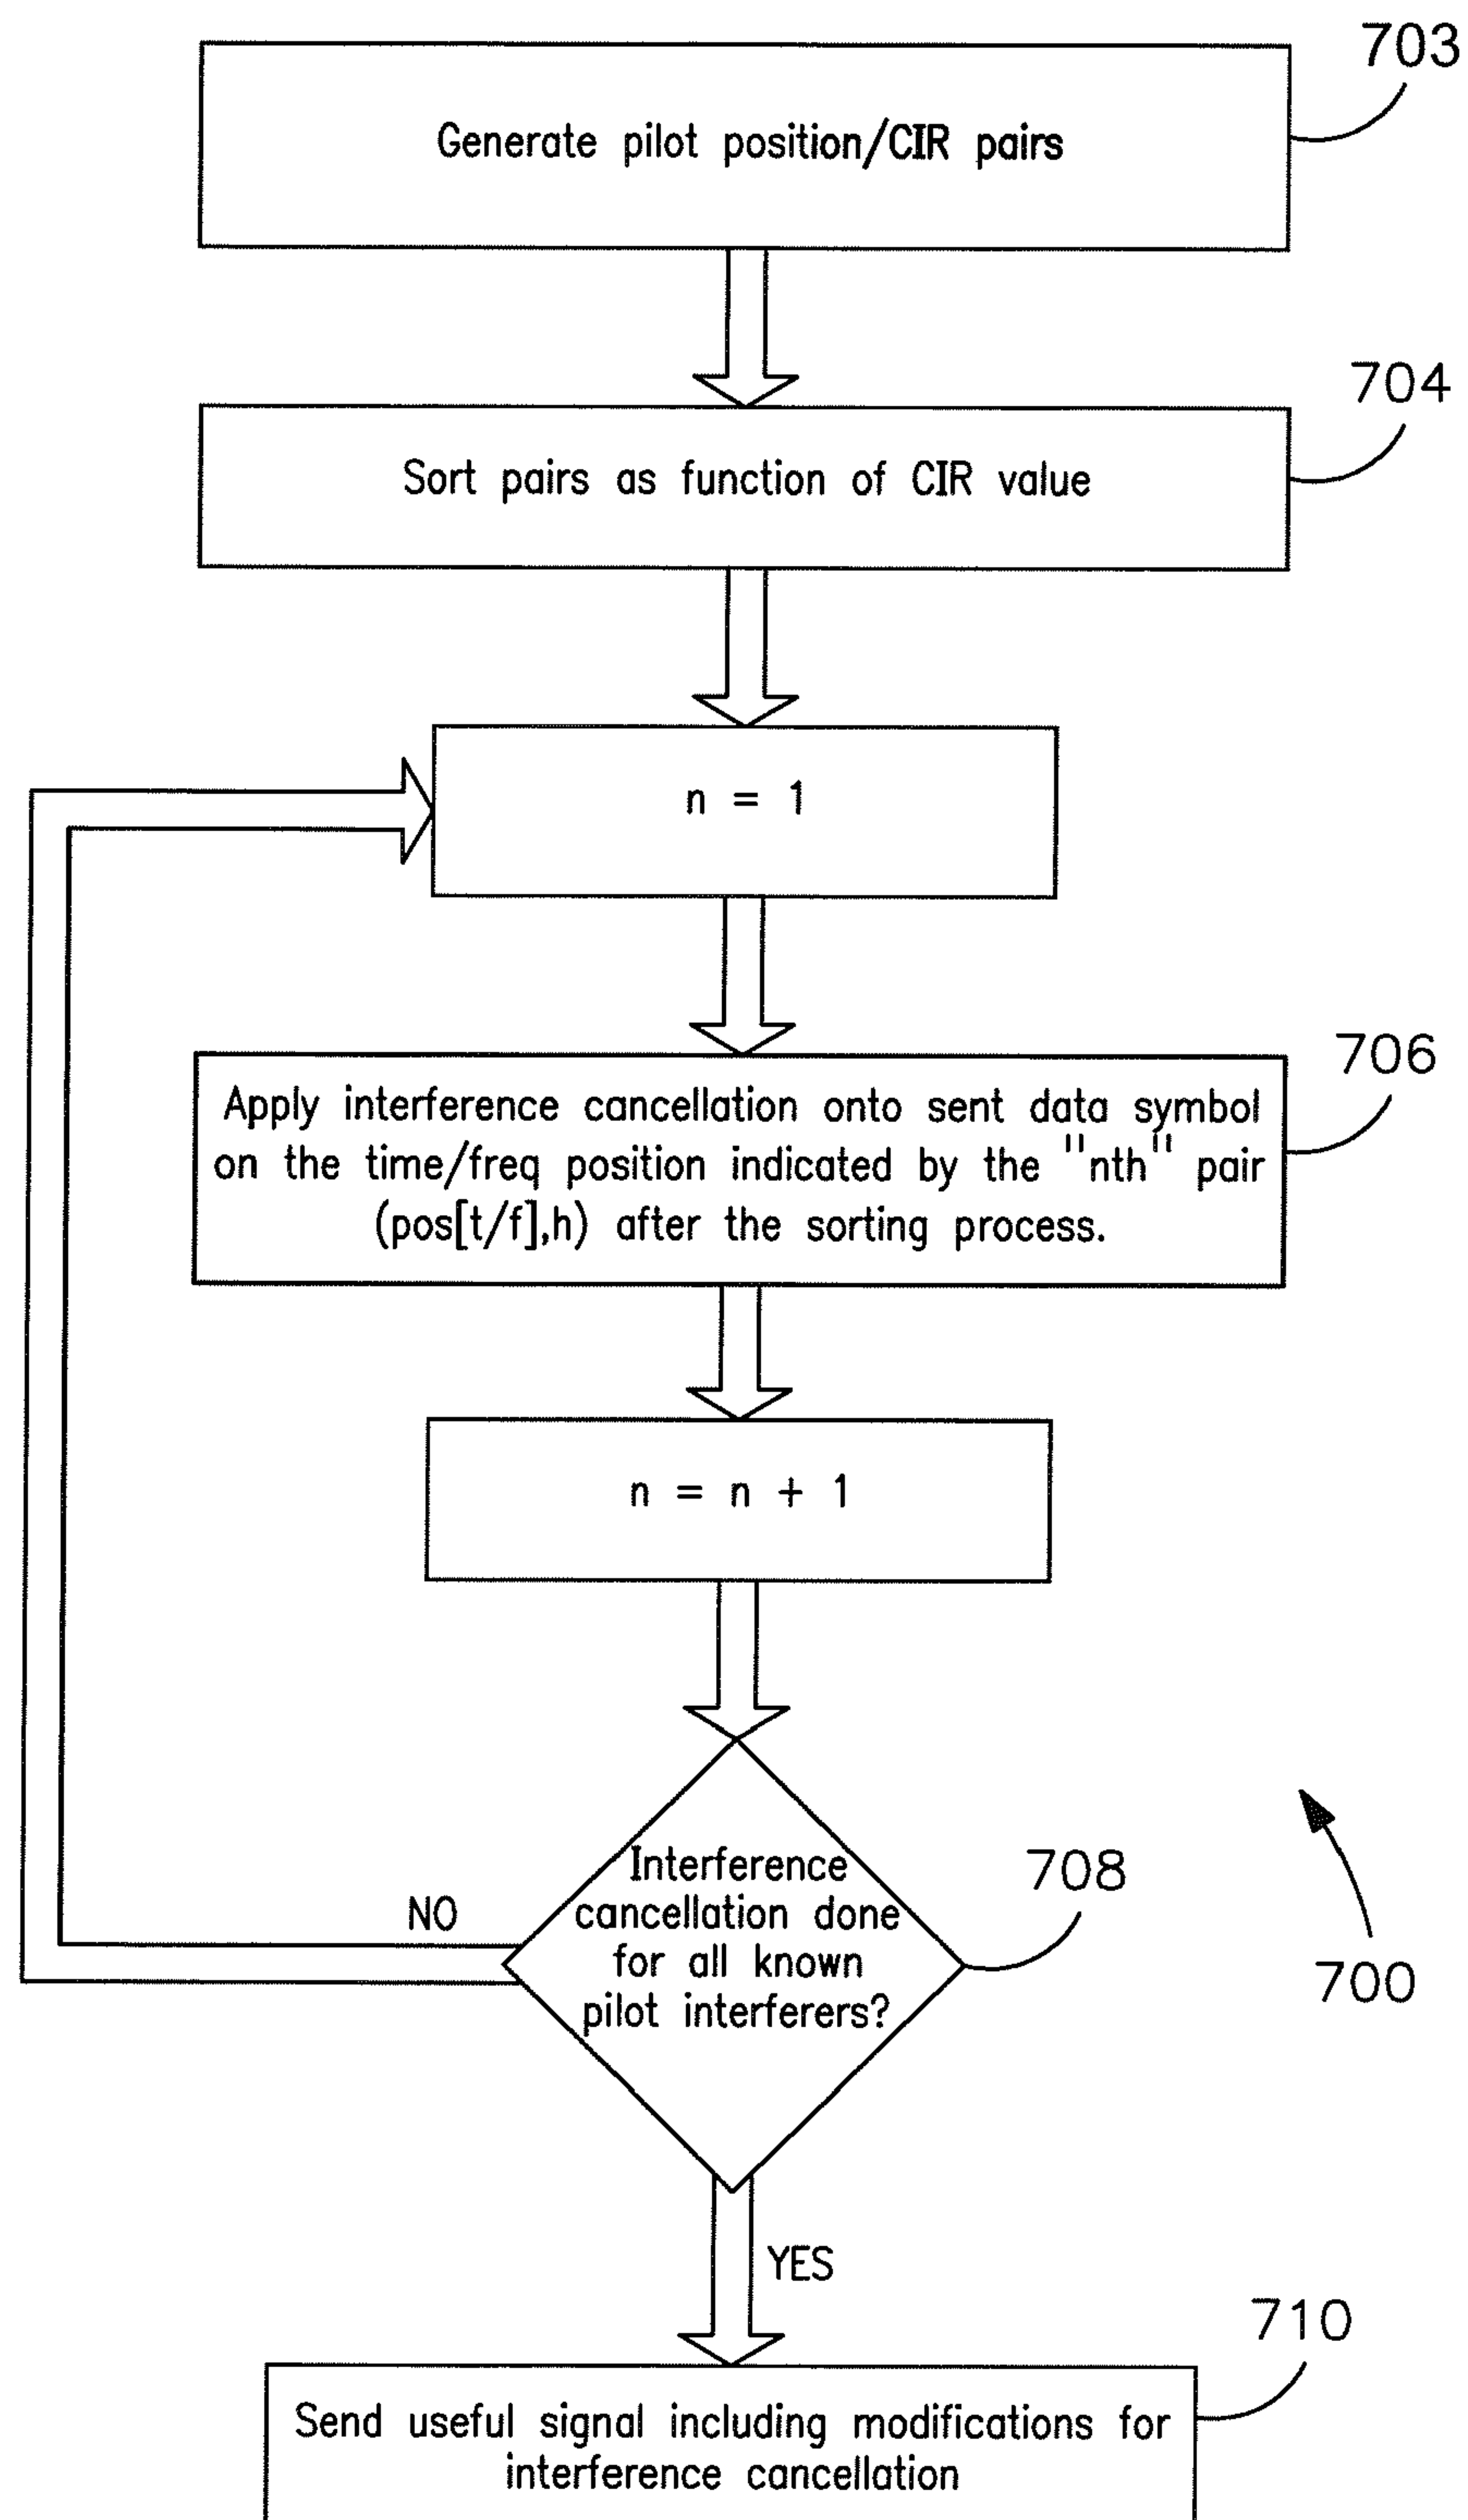 703
Generate pilot position/CIR pairs
704
Sort pairs as function of CIR value
n = 1
706
Apply interference cancellation onto sent data symbol
on the time/freq position indicated by the "nth" pair
(pos[t/f],h) after the sorting process.
n = n + 1
Interference
cancellation done
for all known
pilot interferers?
708
NO
700
YES
710
Send useful signal including modifications for
interference cancellation